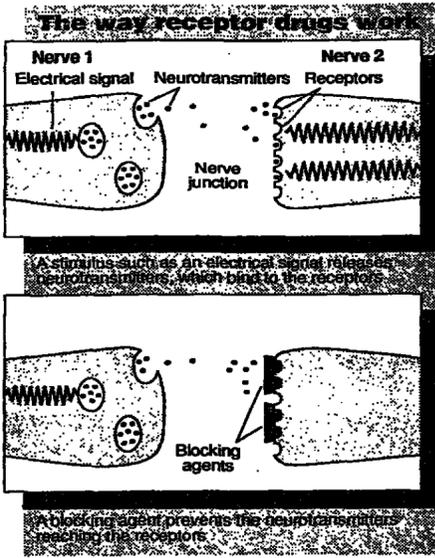 The way receptor drugs work
Nerve 1 Nerve 2
Electrical signal Neurotransmitters Receptors
Nerve
junction
A stimulus such as an electrical signal releases
neurotransmitters, which bind to the receptors
Blocking
agents
A blocking agent prevents the neurotransmitters
reaching the receptors